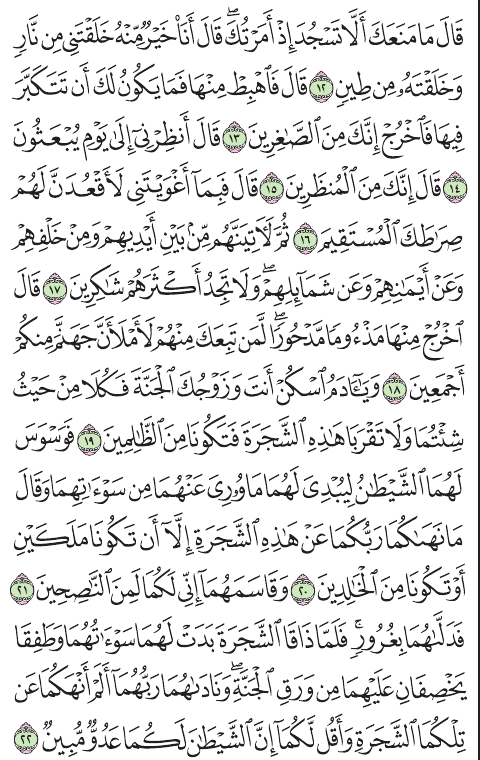 قَالَ مَا مَنَعَكَ أَلَّا تَسْجُدَ إِذْ أَمَرْتُكَۖ قَالَ أَنَا۠ خَيْرٌ مِّنْهُ خَلَقْتَنِي مِن نَّارٍ
وَخَلَقْتَهُۥ مِن طِينٍ ١٢ قَالَ فَٱهْبِطْ مِنْهَا فَمَا يَكُونُ لَكَ أَن تَتَكَبَّرَ
فِيهَا فَٱخْرُجْ إِنَّكَ مِنَ ٱلصَّٰغِرِينَ ١٣ قَالَ أَنظِرْنِيٓ إِلَىٰ يَوْمِ يُبْعَثُونَ
١٤ قَالَ إِنَّكَ مِنَ ٱلْمُنظَرِينَ ١٥ قَالَ فَبِمَآ أَغْوَيْتَنِي لَأَقْعُدَنَّ لَهُمْ
صِرَٰطَكَ ٱلْمُسْتَقِيمَ ١٦ ثُمَّ لَأٓتِيَنَّهُم مِّنۢ بَيْنِ أَيْدِيهِمْ وَمِنْ خَلْفِهِمْ
وَعَنْ أَيْمَٰنِهِمْ وَعَن شَمَآئِلِهِمْۖ وَلَا تَجِدُ أَكْثَرَهُمْ شَٰكِرِينَ ١٧ قَالَ
ٱخْرُجْ مِنْهَا مَذْءُومًا مَّدْحُورًاۖ لَّمَن تَبِعَكَ مِنْهُمْ لَأَمْلَأَنَّ جَهَنَّمَ مِنكُمْ
أَجْمَعِينَ ١٨ وَيَٰٓـَٔادَمُ ٱسْكُنْ أَنتَ وَزَوْجُكَ ٱلْجَنَّةَ فَكُلَا مِنْ حَيْثُ
شِئْتُمَا وَلَا تَقْرَبَا هَٰذِهِ ٱلشَّجَرَةَ فَتَكُونَا مِنَ ٱلظَّٰلِمِينَ ١٩ فَوَسْوَسَ
لَهُمَا ٱلشَّيْطَٰنُ لِيُبْدِيَ لَهُمَا مَا وُۥرِيَ عَنْهُمَا مِن سَوْءَٰتِهِمَا وَقَالَ
مَا نَهَىٰكُمَا رَبُّكُمَا عَنْ هَٰذِهِ ٱلشَّجَرَةِ إِلَّآ أَن تَكُونَا مَلَكَيْنِ
أَوْ تَكُونَا مِنَ ٱلْخَٰلِدِينَ ٢٠ وَقَاسَمَهُمَآ إِنِّي لَكُمَا لَمِنَ ٱلنَّٰصِحِينَ ٢١
فَدَلَّىٰهُمَا بِغُرُورٍۚ فَلَمَّا ذَاقَا ٱلشَّجَرَةَ بَدَتْ لَهُمَا سَوْءَٰتُهُمَا وَطَفِقَا
يَخْصِفَانِ عَلَيْهِمَا مِن وَرَقِ ٱلْجَنَّةِۖ وَنَادَىٰهُمَا رَبُّهُمَآ أَلَمْ أَنْهَكُمَا عَن
تِلْكُمَا ٱلشَّجَرَةِ وَأَقُل لَّكُمَآ إِنَّ ٱلشَّيْطَٰنَ لَكُمَا عَدُوٌّ مُّبِينٌ ٢٢